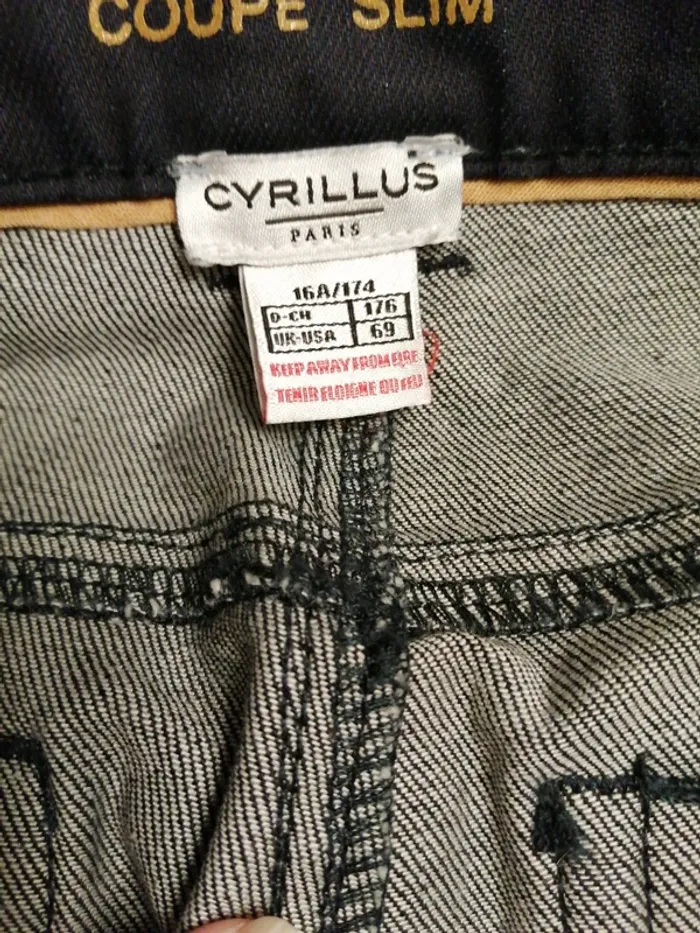 COUPE SLIM
CYRILLUS
PARIS
16A/174
D-CH 176
UK-USA 69
KEEP AWAY FROM FIRE
TENIR ELOIGNE DU FEU